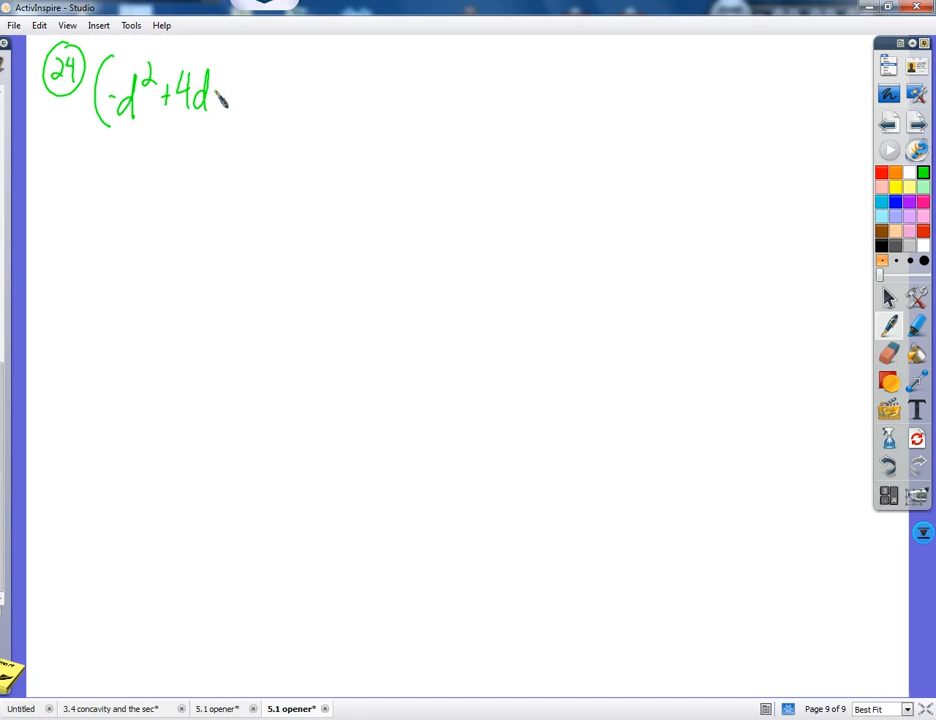 ActivInspire - Studio
File Edit View Insert Tools Help
24 (-d² + 4d
Untitled 3.4 concavity and the sec* 5.1 opener* 5.1 opener* Page 9 of 9 Best Fit